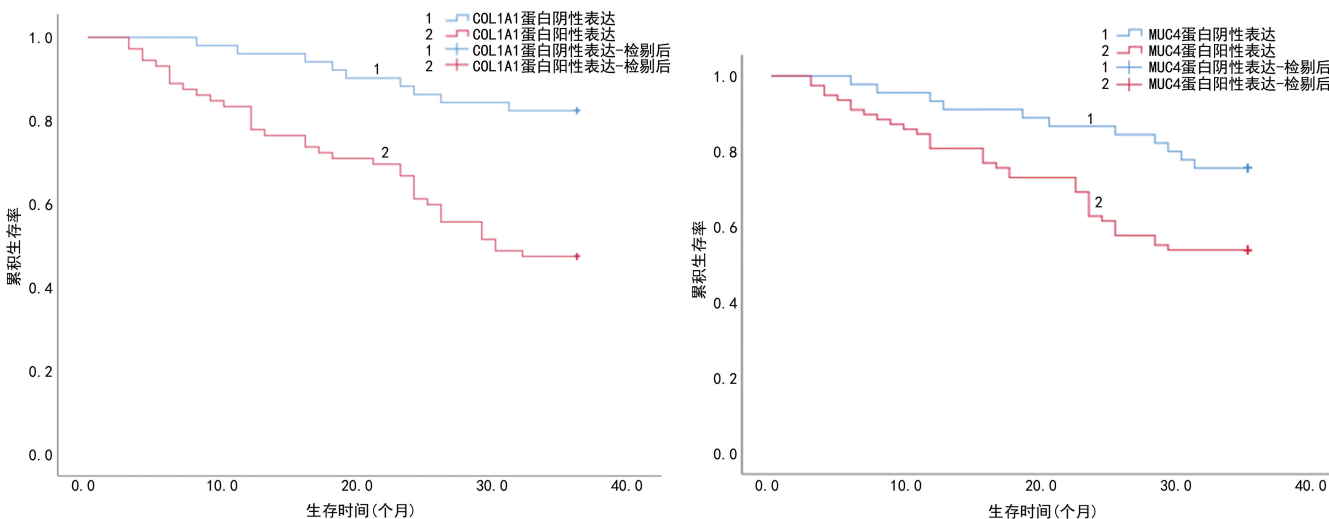 1 COL1A1蛋白阴性表达
2 COL1A1蛋白阳性表达
1 COL1A1蛋白阴性表达-检剔后
2 COL1A1蛋白阳性表达-检剔后
1.0
0.8
0.6
0.4
0.2
0.0
累积生存率
1
2
0.0 10.0 20.0 30.0 40.0
生存时间(个月)
1 MUC4蛋白阴性表达
2 MUC4蛋白阳性表达
1 MUC4蛋白阴性表达-检剔后
2 MUC4蛋白阳性表达-检剔后
1.0
0.8
0.6
0.4
0.2
0.0
累积生存率
1
2
0.0 10.0 20.0 30.0 40.0
生存时间(个月)